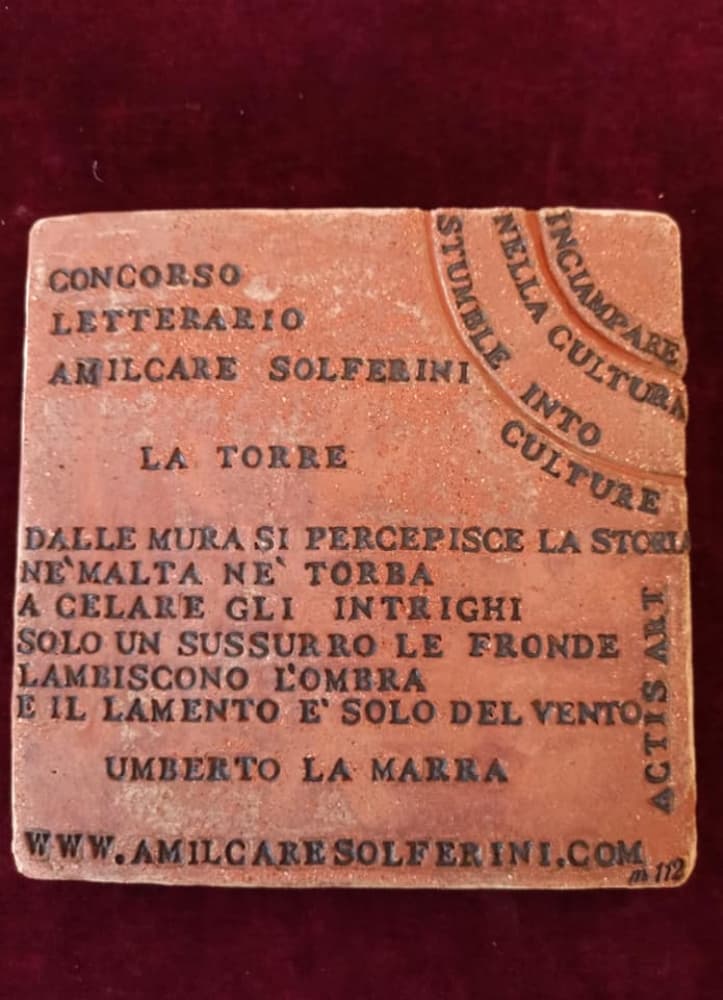 CONCORSO
LETTERARIO
AMILCARE SOLFERINI
INCIAMPARE
NELLA CULTURA
STUMBLE INTO
CULTURE
LA TORRE
DALLE MURA SI PERCEPISCE LA STORIA
NE`MALTA NE` TORBA
A CELARE GLI INTRIGHI
SOLO UN SUSSURRO LE FRONDE
LAMBISCONO L'OMBRA
E IL LAMENTO E' SOLO DEL VENTO
UMBERTO LA MARRA
ACTIS ART
WWW.AMILCARESOLFERINI.COM
m 112